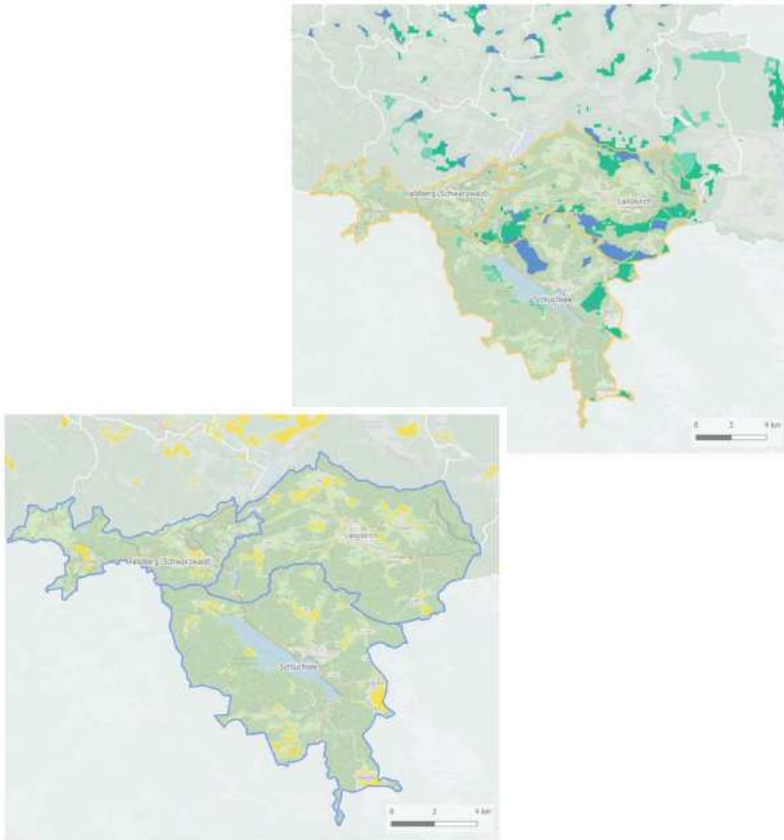 Feldberg (Schwarzwald)
Lenzkirch
Schluchsee
0 2 4 km
Lenzkirch
Feldberg (Schwarzwald)
Schluchsee
0 2 4 km